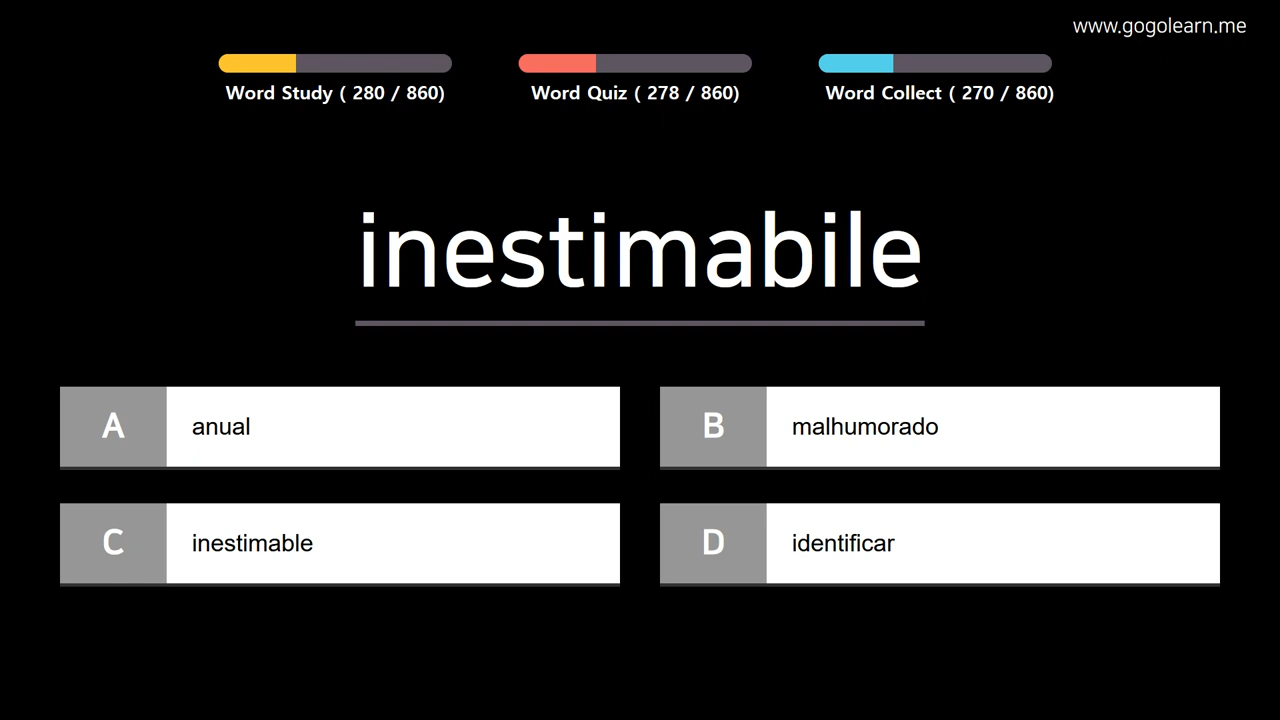 www.gogolearn.me
Word Study ( 280 / 860)
Word Quiz ( 278 / 860)
Word Collect ( 270 / 860)
inestimabile
A anual
B malhumorado
C inestimable
D identificar